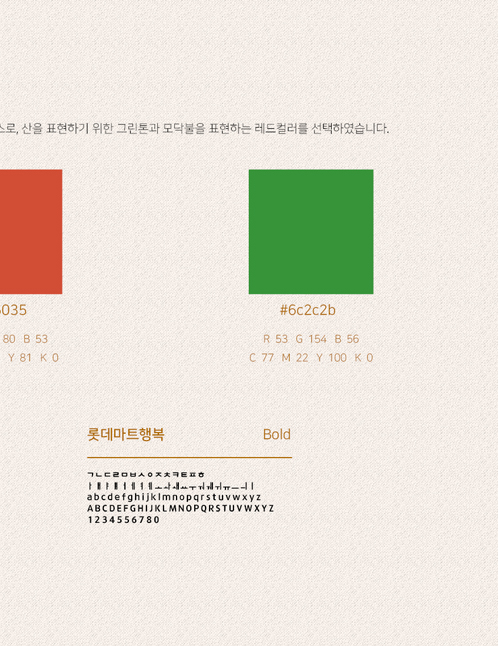 스로, 산을 표현하기 위한 그린톤과 모닥불을 표현하는 레드컬러를 선택하였습니다.
5035
#6c2c2b
80 B 53
R 53 G 154 B 56
Y 81 K 0
C 77 M 22 Y 100 K 0
롯데마트행복
Bold
ㄱㄴㄷㄹㅁㅂㅅㅇㅈㅊㅋㅌㅍㅎ
abcdefghijklmnopqrstuvwxyz
ABCDEFGHIJKLMNOPQRSTUVWXYZ
1234556780